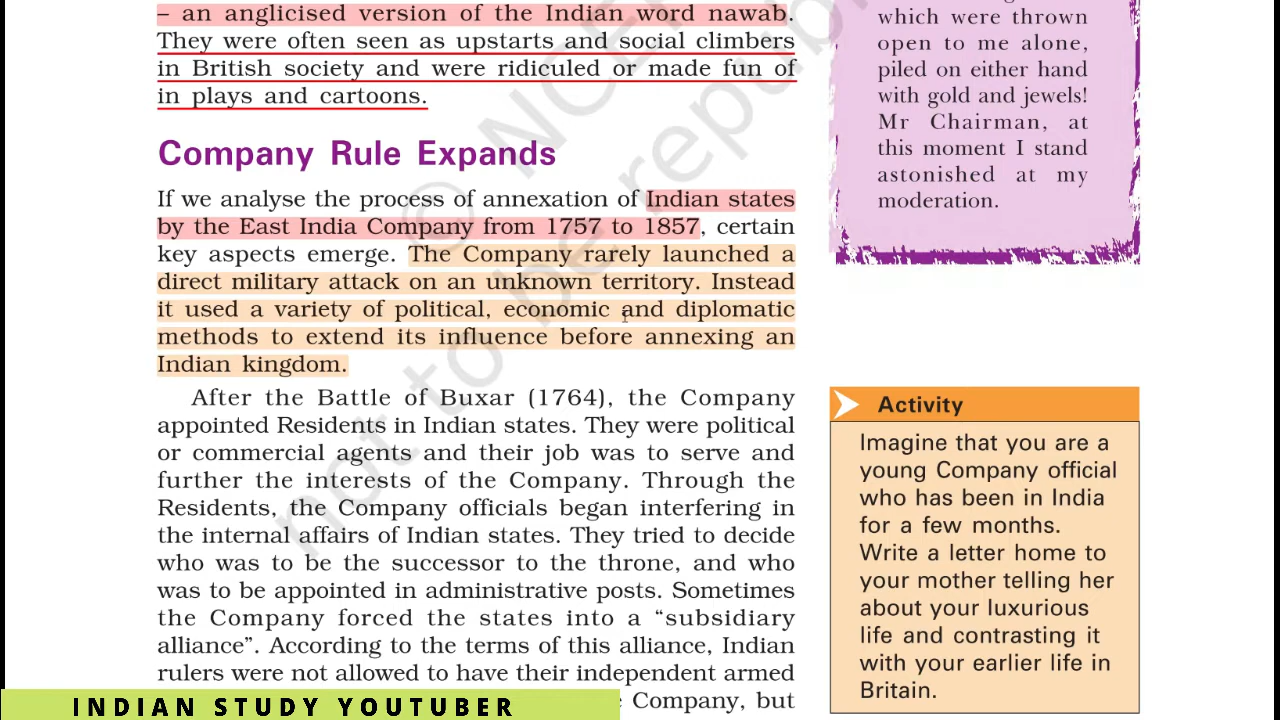 – an anglicised version of the Indian word nawab.
They were often seen as upstarts and social climbers
in British society and were ridiculed or made fun of
in plays and cartoons.
Company Rule Expands
If we analyse the process of annexation of Indian states
by the East India Company from 1757 to 1857, certain
key aspects emerge. The Company rarely launched a
direct military attack on an unknown territory. Instead
it used a variety of political, economic and diplomatic
methods to extend its influence before annexing an
Indian kingdom.
After the Battle of Buxar (1764), the Company
appointed Residents in Indian states. They were political
or commercial agents and their job was to serve and
further the interests of the Company. Through the
Residents, the Company officials began interfering in
the internal affairs of Indian states. They tried to decide
who was to be the successor to the throne, and who
was to be appointed in administrative posts. Sometimes
the Company forced the states into a “subsidiary
alliance”. According to the terms of this alliance, Indian
rulers were not allowed to have their independent armed
Company, but
which were thrown
open to me alone,
piled on either hand
with gold and jewels!
Mr Chairman, at
this moment I stand
astonished at my
moderation.
Activity
Imagine that you are a
young Company official
who has been in India
for a few months.
Write a letter home to
your mother telling her
about your luxurious
life and contrasting it
with your earlier life in
Britain.
© NCE
not to be repub
INDIAN STUDY YOUTUBER